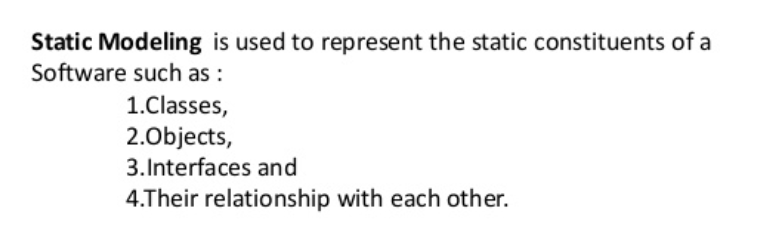 Static Modeling is used to represent the static constituents of a
Software such as :
1.Classes,
2.Objects,
3.Interfaces and
4.Their relationship with each other.